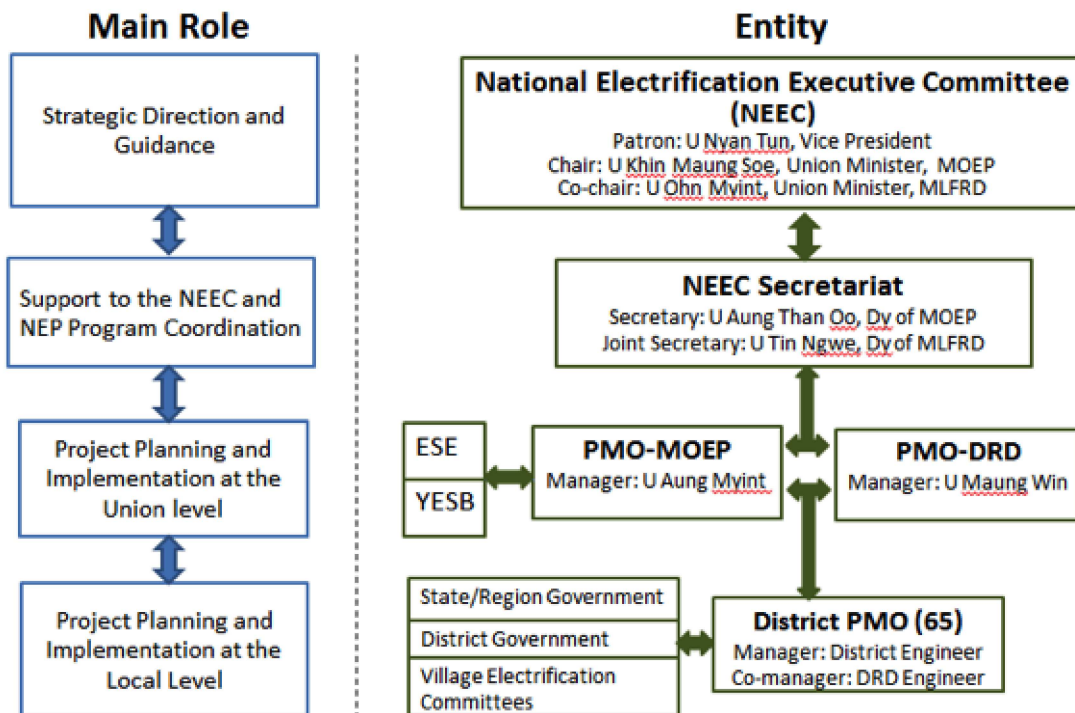 Main Role
Strategic Direction and
Guidance
Support to the NEEC and
NEP Program Coordination
Project Planning and
Implementation at the
Union level
Project Planning and
Implementation at the
Local Level
Entity
National Electrification Executive Committee
(NEEC)
Patron: U Nyan Tun, Vice President
Chair: U Khin Maung Soe, Union Minister, MOEP
Co-chair: U Ohn Myint, Union Minister, MLFRD
NEEC Secretariat
Secretary: U Aung Than Oo, Dy of MOEP
Joint Secretary: U Tin Ngwe, Dy of MLFRD
ESE
YESB
PMO-MOEP
Manager: U Aung Myint
PMO-DRD
Manager: U Maung Win
State/Region Government
District Government
Village Electrification
Committees
District PMO (65)
Manager: District Engineer
Co-manager: DRD Engineer